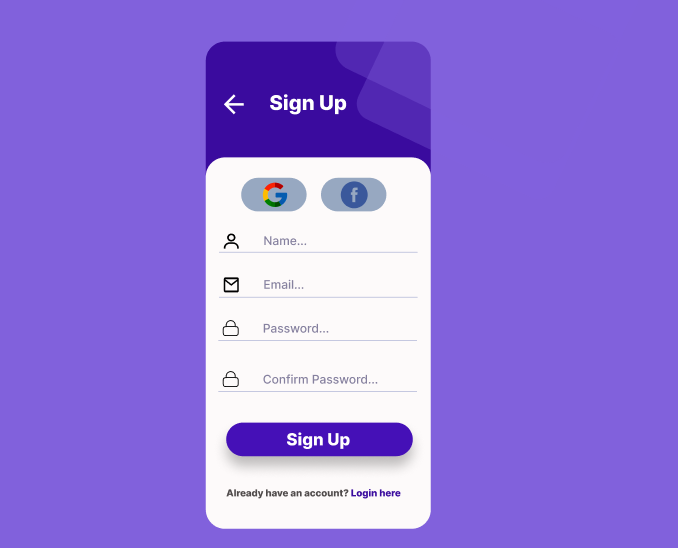 Sign Up
G f
Name...
Email...
Password...
Confirm Password...
Sign Up
Already have an account? Login here